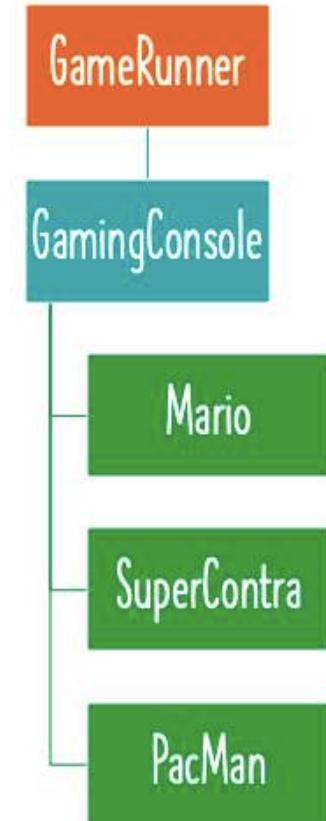 GameRunner
GamingConsole
Mario
SuperContra
PacMan